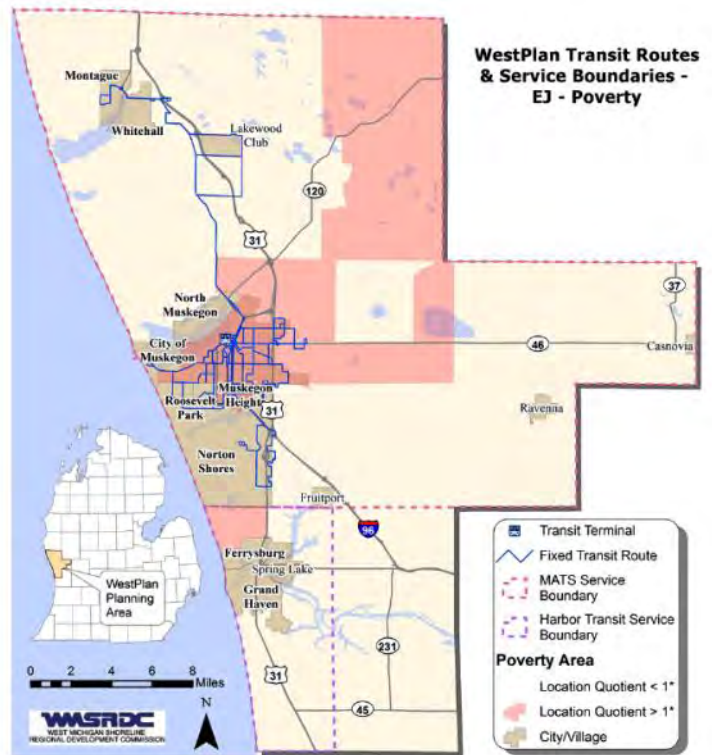 WestPlan Transit Routes
& Service Boundaries -
EJ - Poverty
Montague
Whitehall
Lakewood
Club
120
31
North
Muskegon
37
City of
Muskegon
46
Casnovia
Roosevelt
Park
Muskegon
Height
31
Ravenna
Norton
Shores
Fruitport
96
Ferrysburg
Spring Lake
Grand
Haven
231
31
45
WestPlan
Planning
Area
0 2 4 6 8
Miles
N
WMSRDC
WEST MICHIGAN SHORELINE
REGIONAL DEVELOPMENT COMMISSION
Transit Terminal
Fixed Transit Route
MATS Service
Boundary
Harbor Transit Service
Boundary
Poverty Area
Location Quotient < 1*
Location Quotient > 1*
City/Village